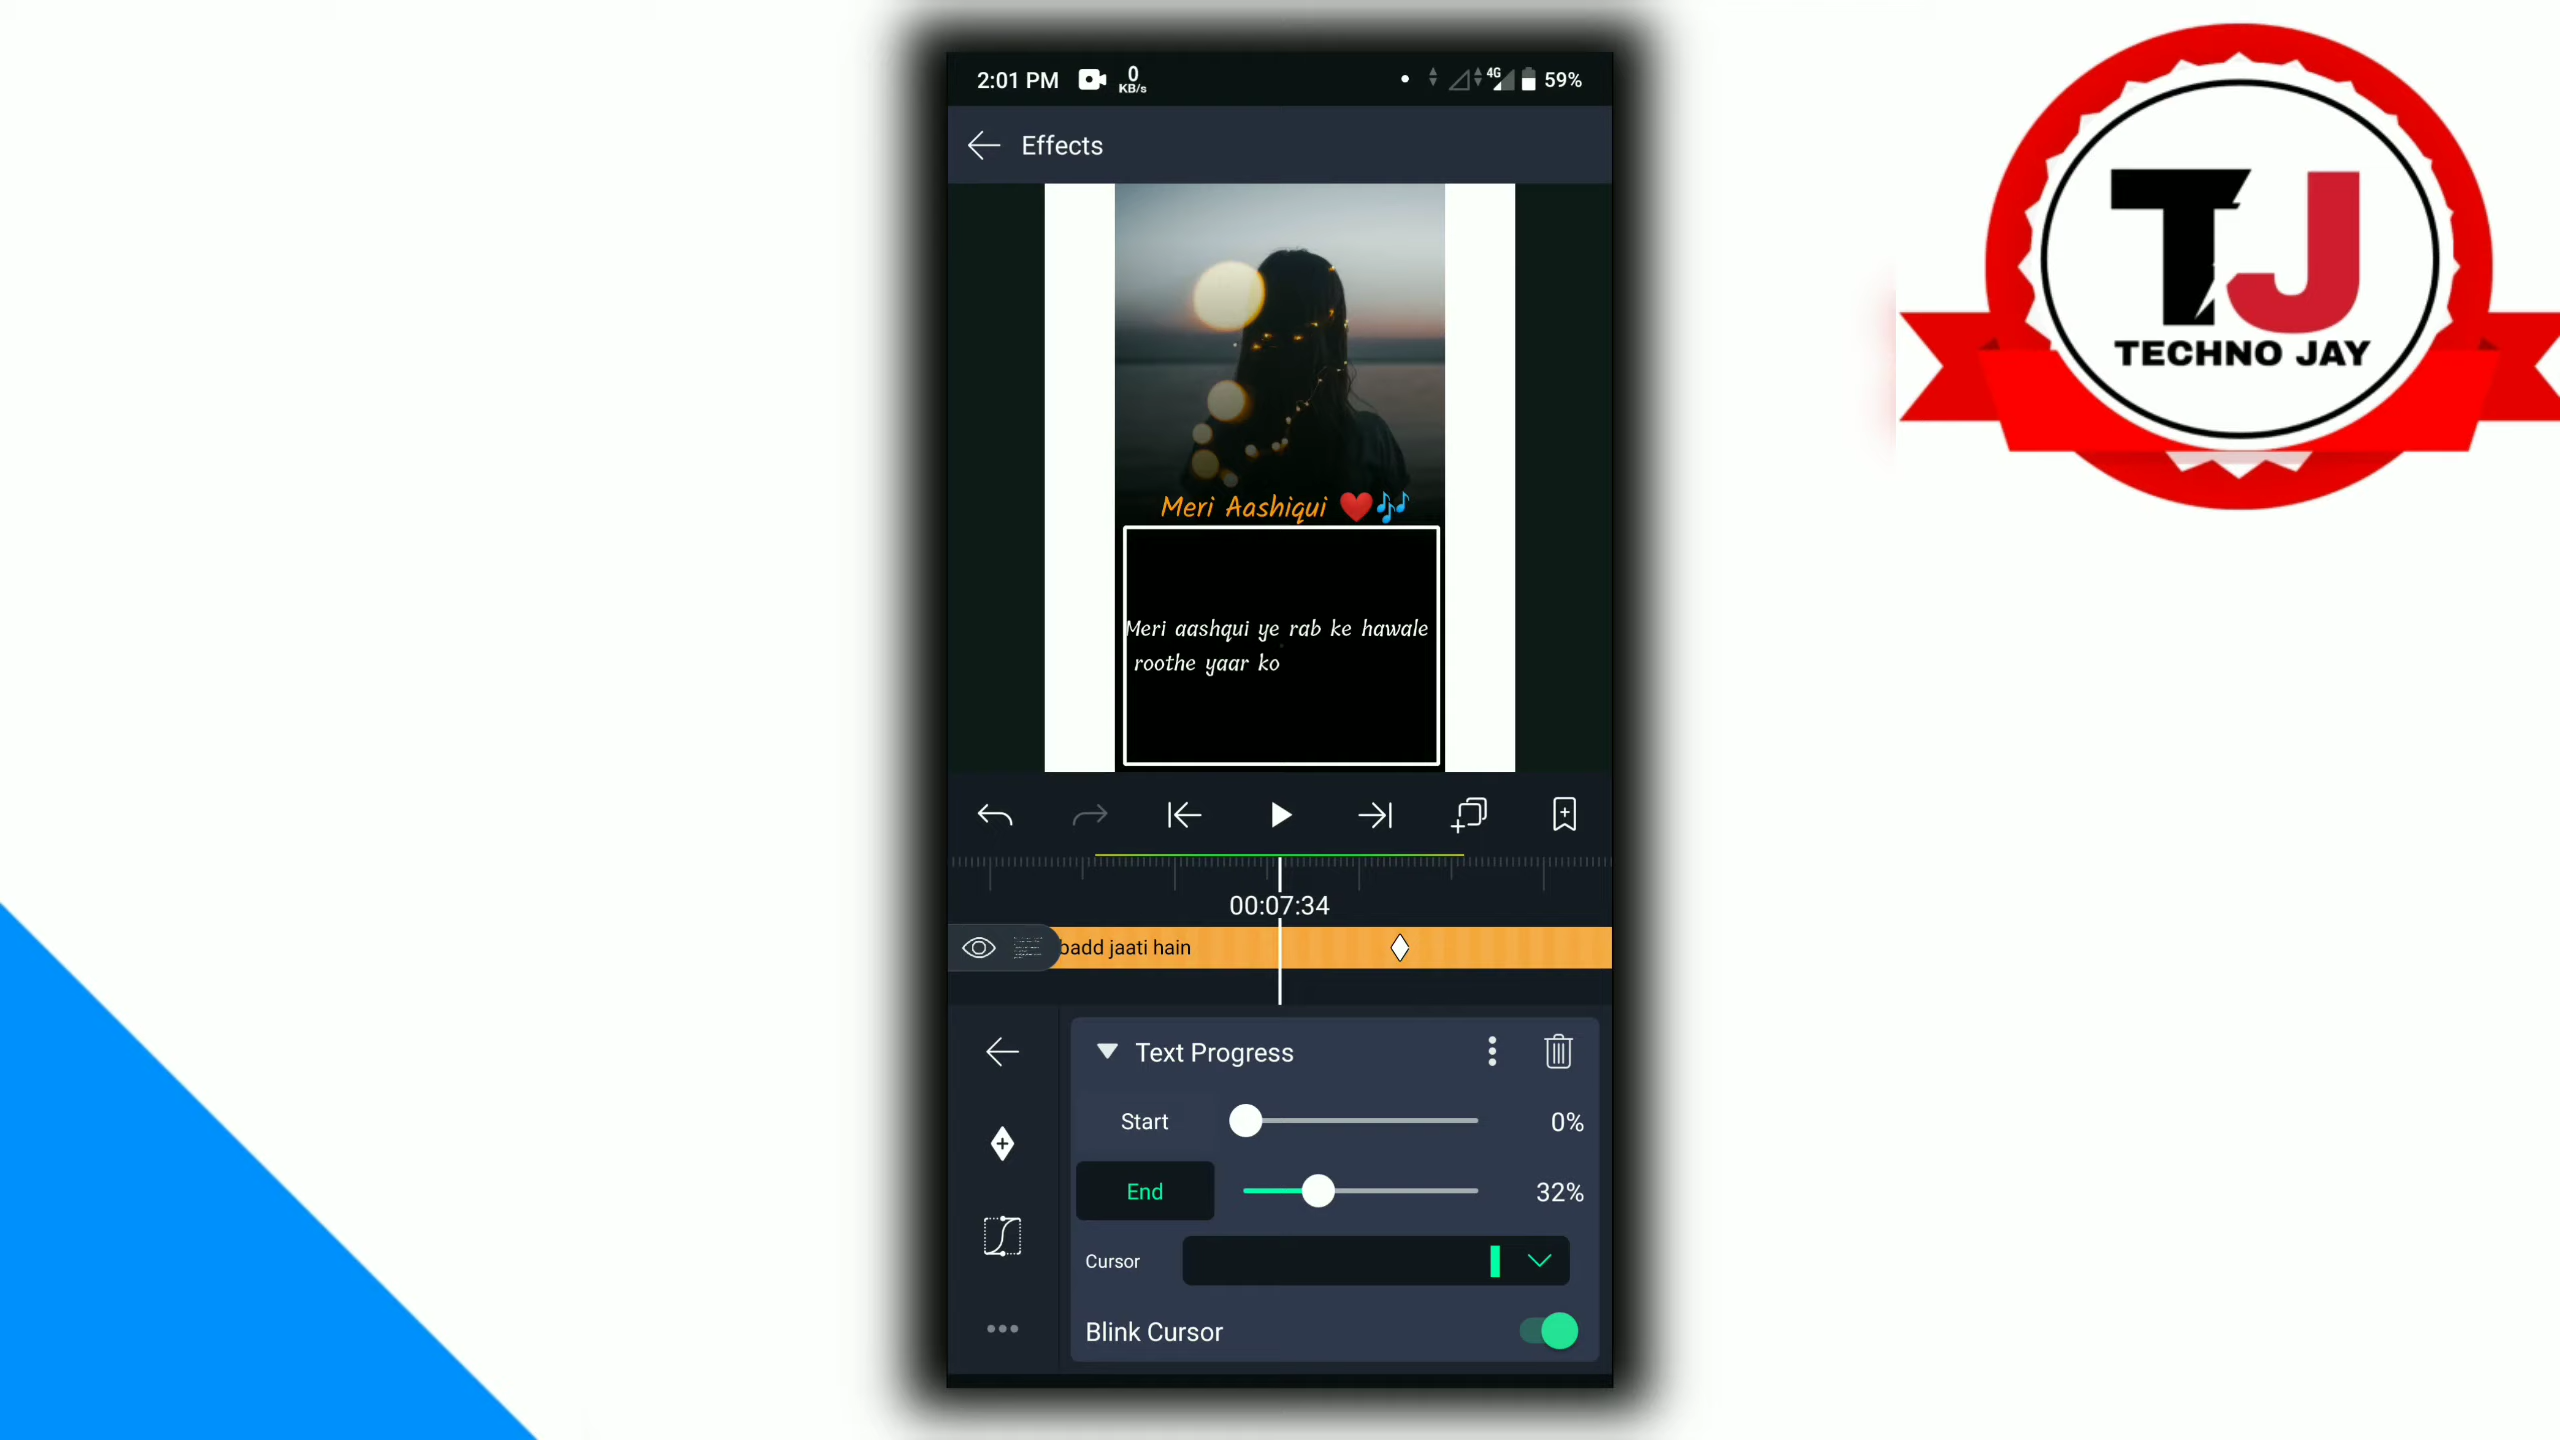 2:01 PM 0 KB/s 4G 59%
Effects
TJ
TECHNO JAY
Meri Aashiqui ❤️🎶
Meri aashqui ye rab ke hawale
roothe yaar ko
00:07:34
badd jaati hain
Text Progress
Start 0%
End 32%
Cursor
Blink Cursor